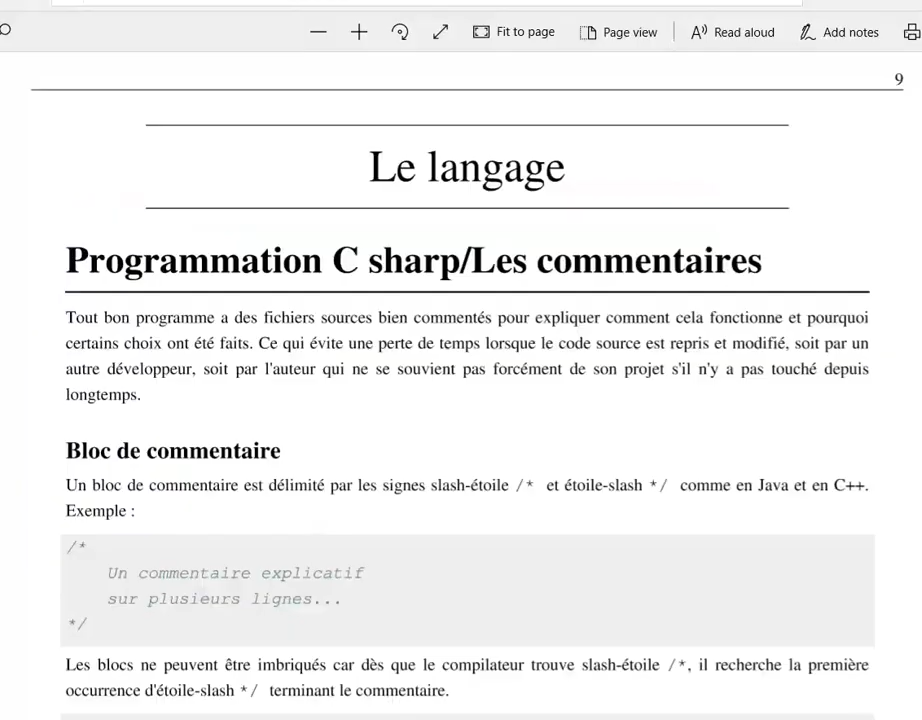 Fit to page
Page view
Read aloud
Add notes
9
Le langage
Programmation C sharp/Les commentaires
Tout bon programme a des fichiers sources bien commentés pour expliquer comment cela fonctionne et pourquoi
certains choix ont été faits. Ce qui évite une perte de temps lorsque le code source est repris et modifié, soit par un
autre développeur, soit par l'auteur qui ne se souvient pas forcément de son projet s'il n'y a pas touché depuis
longtemps.
Bloc de commentaire
Un bloc de commentaire est délimité par les signes slash-étoile /* et étoile-slash */ comme en Java et en C++.
Exemple :
/*
Un commentaire explicatif
sur plusieurs lignes...
*/
Les blocs ne peuvent être imbriqués car dès que le compilateur trouve slash-étoile /*, il recherche la première
occurrence d'étoile-slash */ terminant le commentaire.